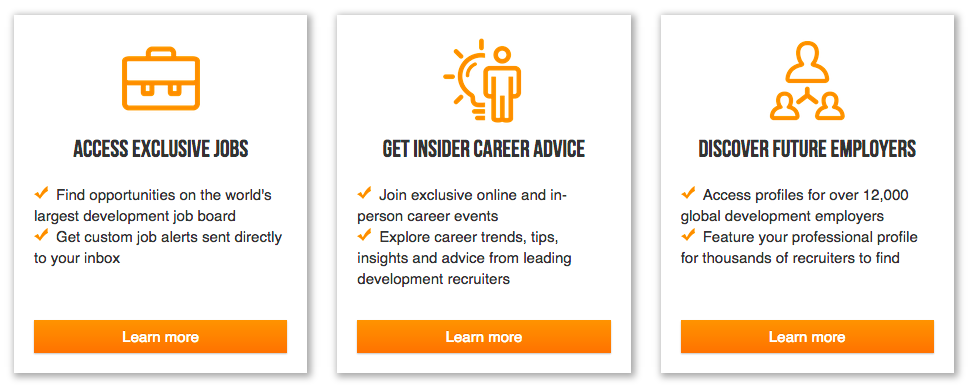 ACCESS EXCLUSIVE JOBS
Find opportunities on the world's
largest development job board
Get custom job alerts sent directly
to your inbox
Learn more
GET INSIDER CAREER ADVICE
Join exclusive online and in-
person career events
Explore career trends, tips,
insights and advice from leading
development recruiters
Learn more
DISCOVER FUTURE EMPLOYERS
Access profiles for over 12,000
global development employers
Feature your professional profile
for thousands of recruiters to find
Learn more